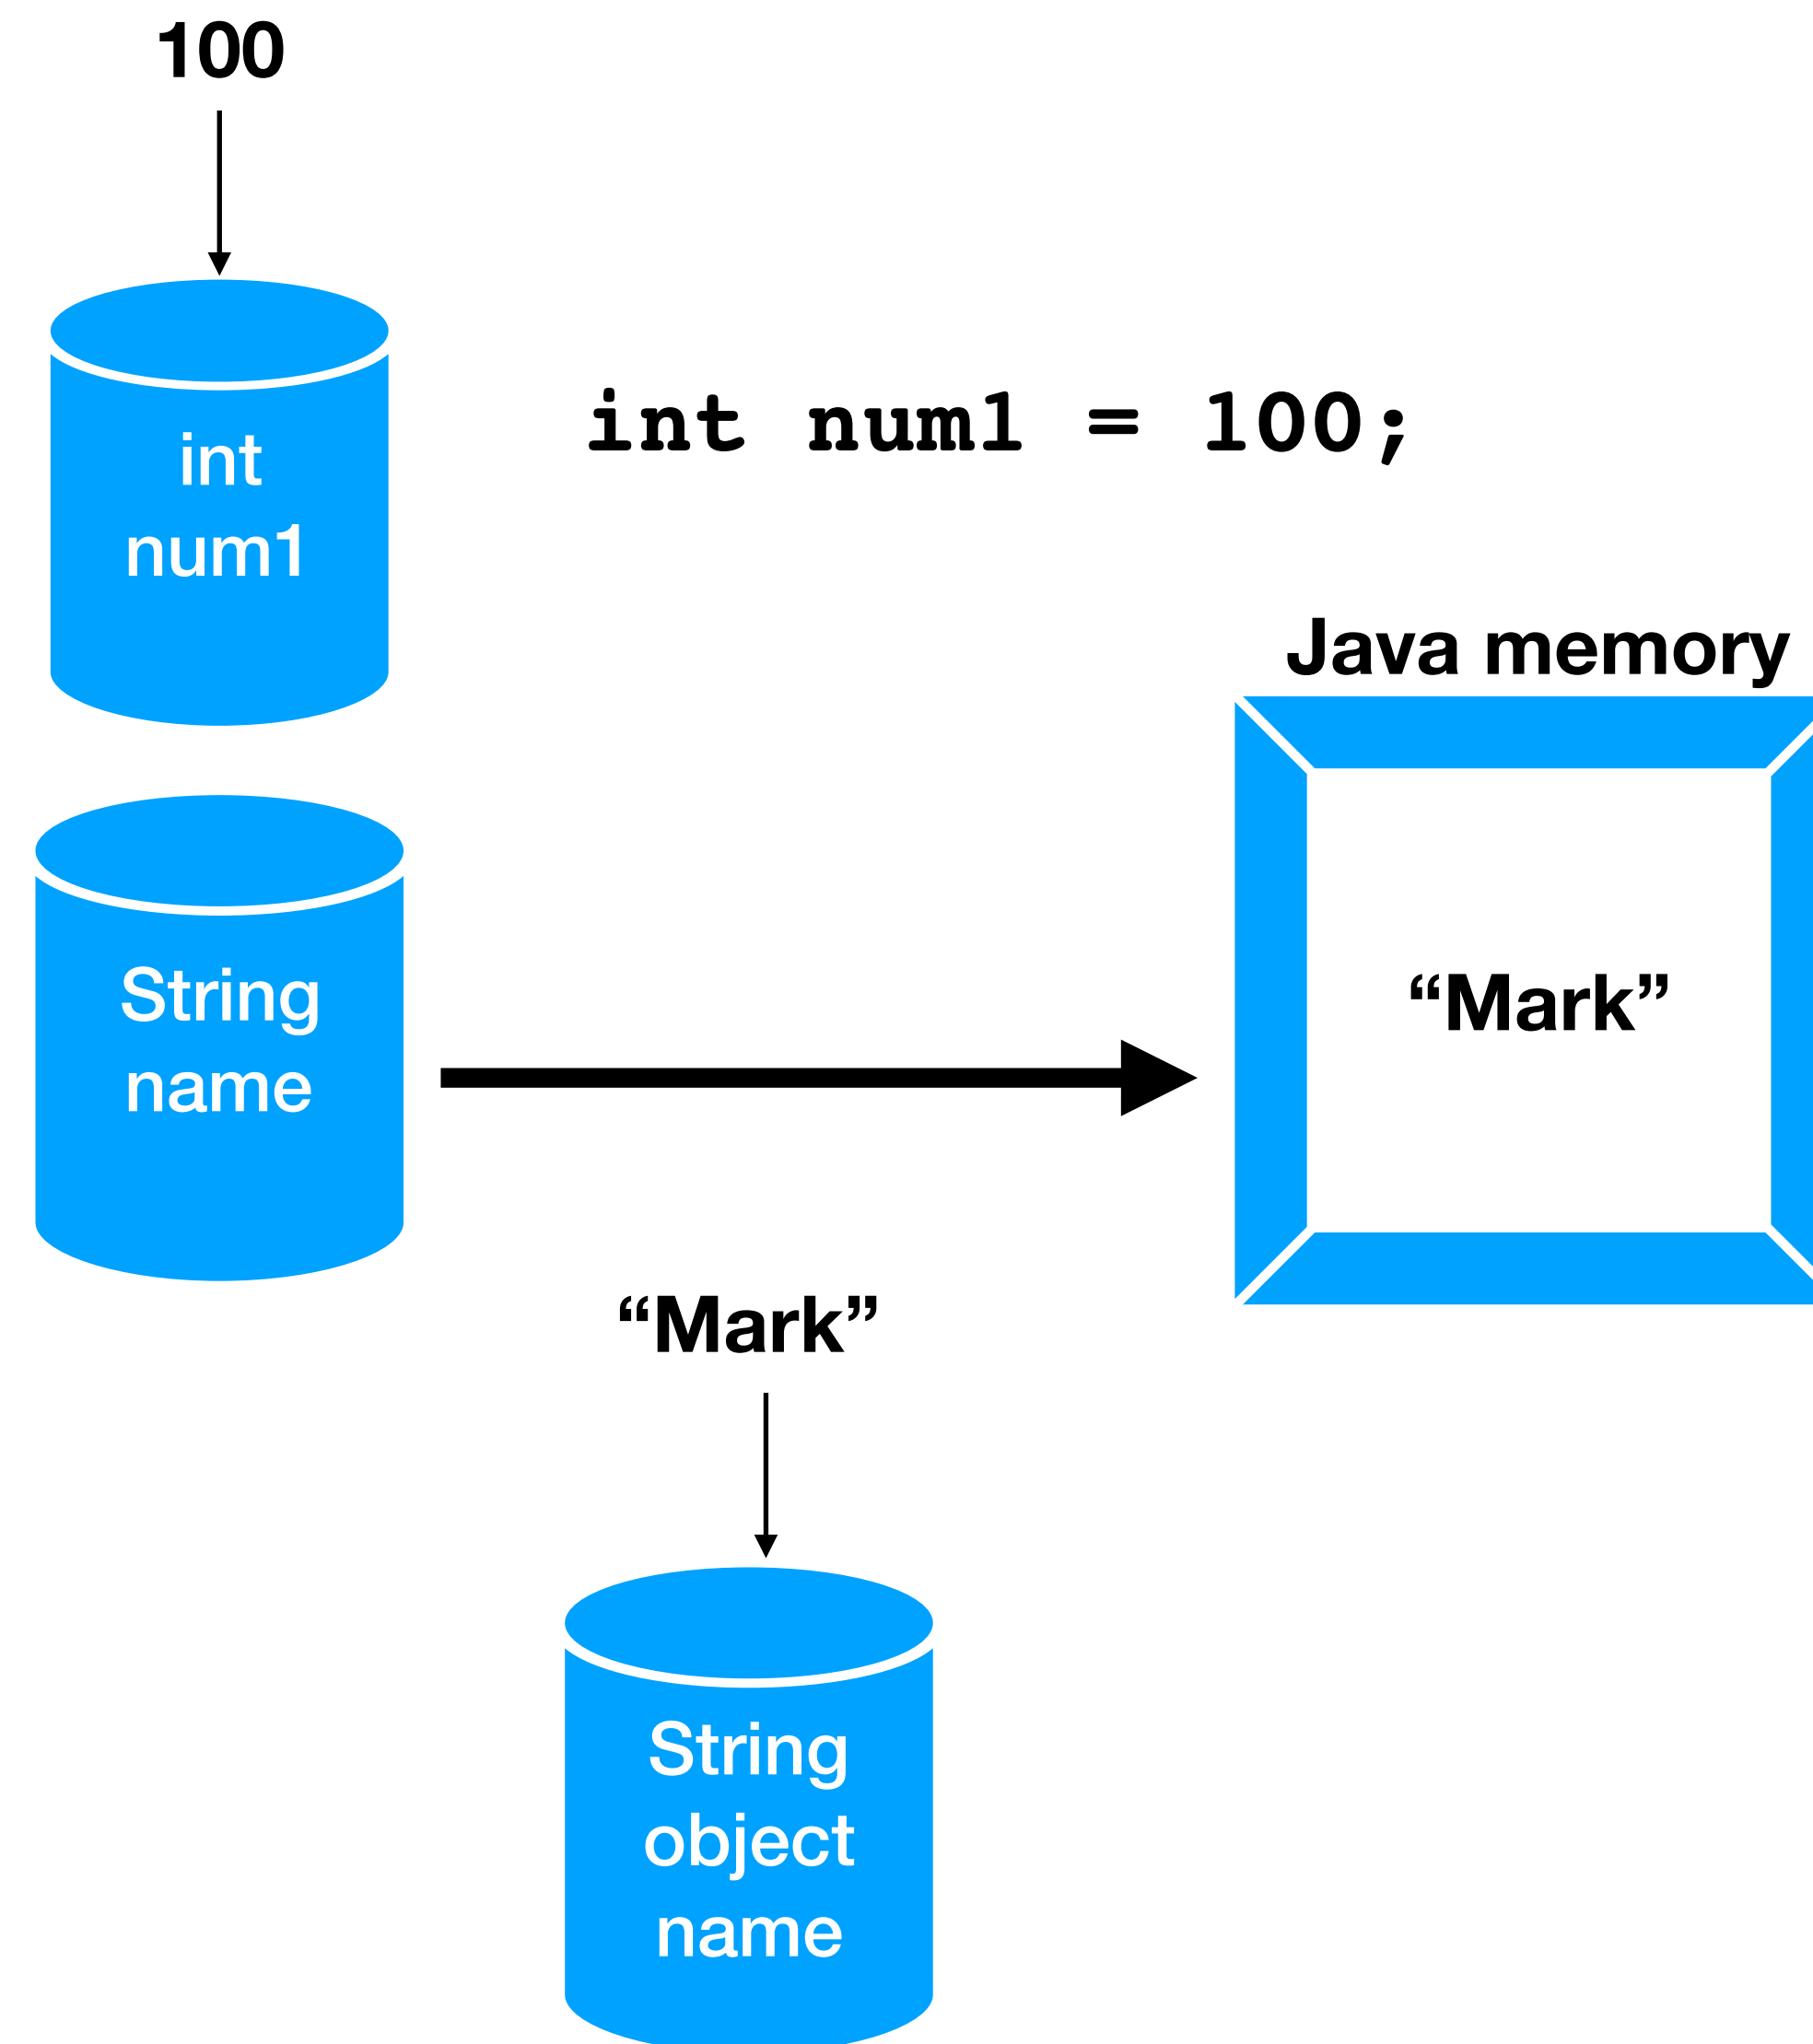 100
int
num1
int num1 = 100;
Java memory
String
name
“Mark”
“Mark”
String
object
name